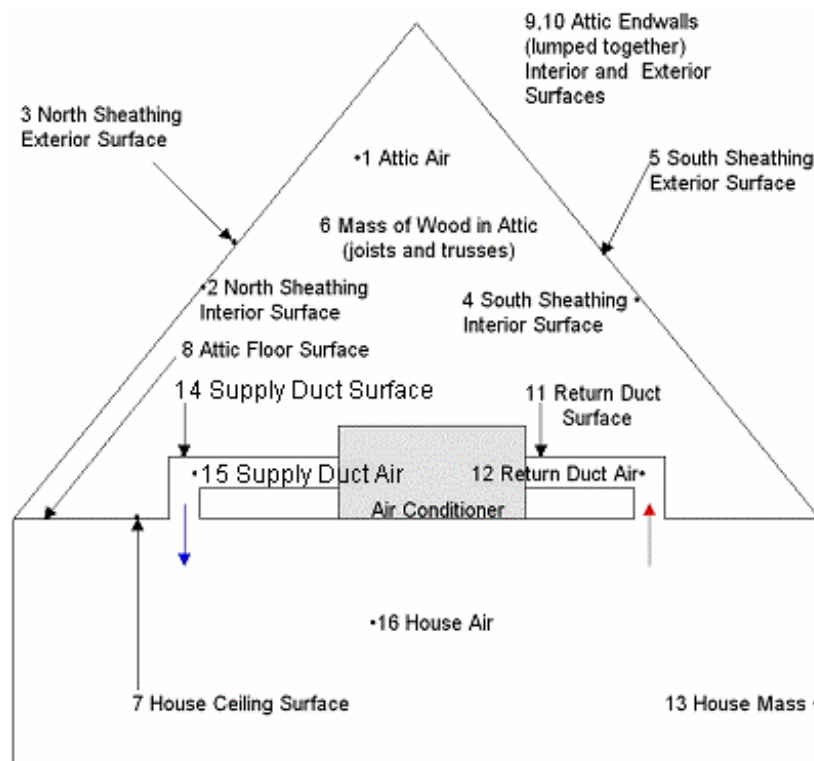 9,10 Attic Endwalls
(lumped together)
Interior and Exterior
Surfaces
3 North Sheathing
Exterior Surface
•1 Attic Air
5 South Sheathing
Exterior Surface
6 Mass of Wood in Attic
(joists and trusses)
•2 North Sheathing
Interior Surface
4 South Sheathing •
Interior Surface
8 Attic Floor Surface
14 Supply Duct Surface
11 Return Duct
Surface
•15 Supply Duct Air
12 Return Duct Air•
Air Conditioner
•16 House Air
7 House Ceiling Surface
13 House Mass •